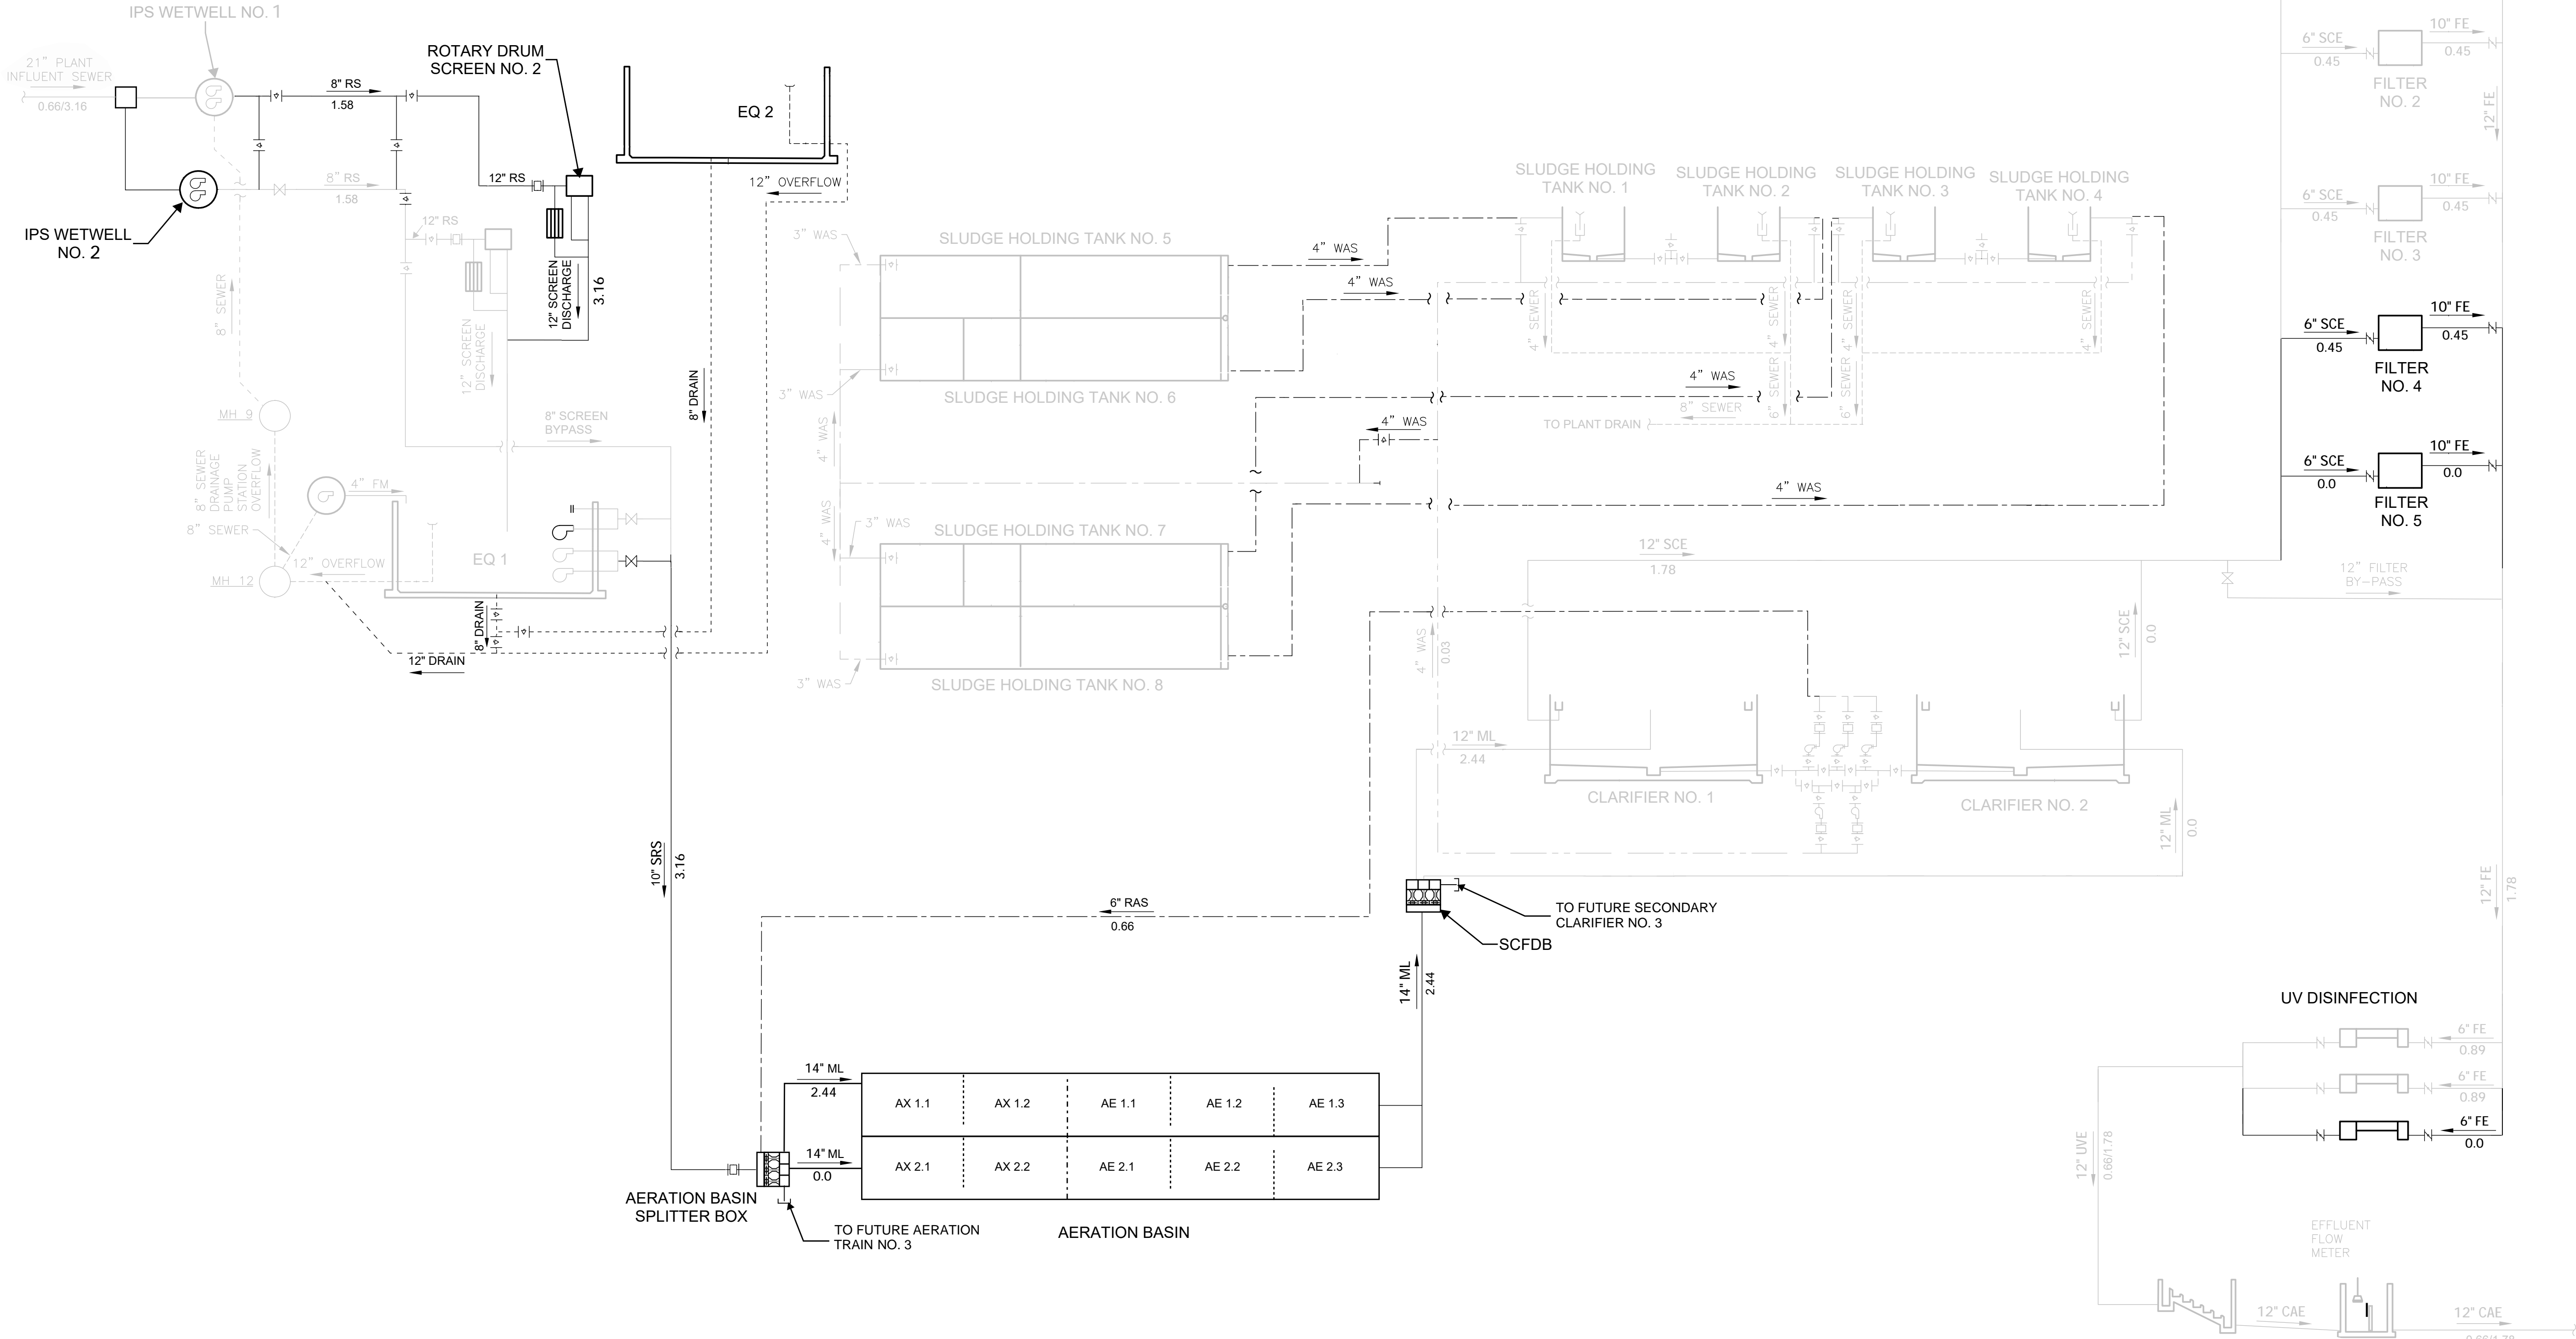 IPS WETWELL NO. 1
21" PLANT
INFLUENT SEWER
0.66/3.16
8" RS
1.58
ROTARY DRUM
SCREEN NO. 2
8" RS
1.58
IPS WETWELL
NO. 2
12" RS
12" RS
12" SCREEN
DISCHARGE
3.16
12" SCREEN
DISCHARGE
8" SEWER
EQ 2
12" OVERFLOW
8" DRAIN
MH 9
8" SCREEN
BYPASS
8" SEWER
DRAINAGE
PUMP
STATION
OVERFLOW
4" FM
8" SEWER
12" OVERFLOW
MH 12
EQ 1
8" DRAIN
12" DRAIN
10" SRS
3.16
3" WAS
SLUDGE HOLDING TANK NO. 5
3" WAS
SLUDGE HOLDING TANK NO. 6
4" WAS
4" WAS
3" WAS
SLUDGE HOLDING TANK NO. 7
3" WAS
SLUDGE HOLDING TANK NO. 8
4" WAS
4" WAS
4" WAS
4" WAS
4" WAS
SLUDGE HOLDING
TANK NO. 1
SLUDGE HOLDING
TANK NO. 2
SLUDGE HOLDING
TANK NO. 3
SLUDGE HOLDING
TANK NO. 4
4" SEWER
4" SEWER
4" SEWER
4" SEWER
6" SEWER
6" SEWER
8" SEWER
TO PLANT DRAIN
12" SCE
1.78
4" WAS
0.03
12" SCE
0.0
12" ML
2.44
CLARIFIER NO. 1
CLARIFIER NO. 2
12" ML
0.0
6" RAS
0.66
TO FUTURE SECONDARY
CLARIFIER NO. 3
SCFDB
14" ML
2.44
14" ML
2.44
14" ML
0.0
AX 1.1
AX 1.2
AE 1.1
AE 1.2
AE 1.3
AX 2.1
AX 2.2
AE 2.1
AE 2.2
AE 2.3
AERATION BASIN
SPLITTER BOX
TO FUTURE AERATION
TRAIN NO. 3
AERATION BASIN
6" SCE
0.45
10" FE
0.45
FILTER
NO. 2
12" FE
6" SCE
0.45
10" FE
0.45
FILTER
NO. 3
6" SCE
0.45
10" FE
0.45
FILTER
NO. 4
6" SCE
0.0
10" FE
0.0
FILTER
NO. 5
12" FILTER
BY-PASS
12" FE
1.78
UV DISINFECTION
6" FE
0.89
6" FE
0.89
6" FE
0.0
12" UVE
0.66/1.78
EFFLUENT
FLOW
METER
12" CAE
12" CAE
0.66/1.78